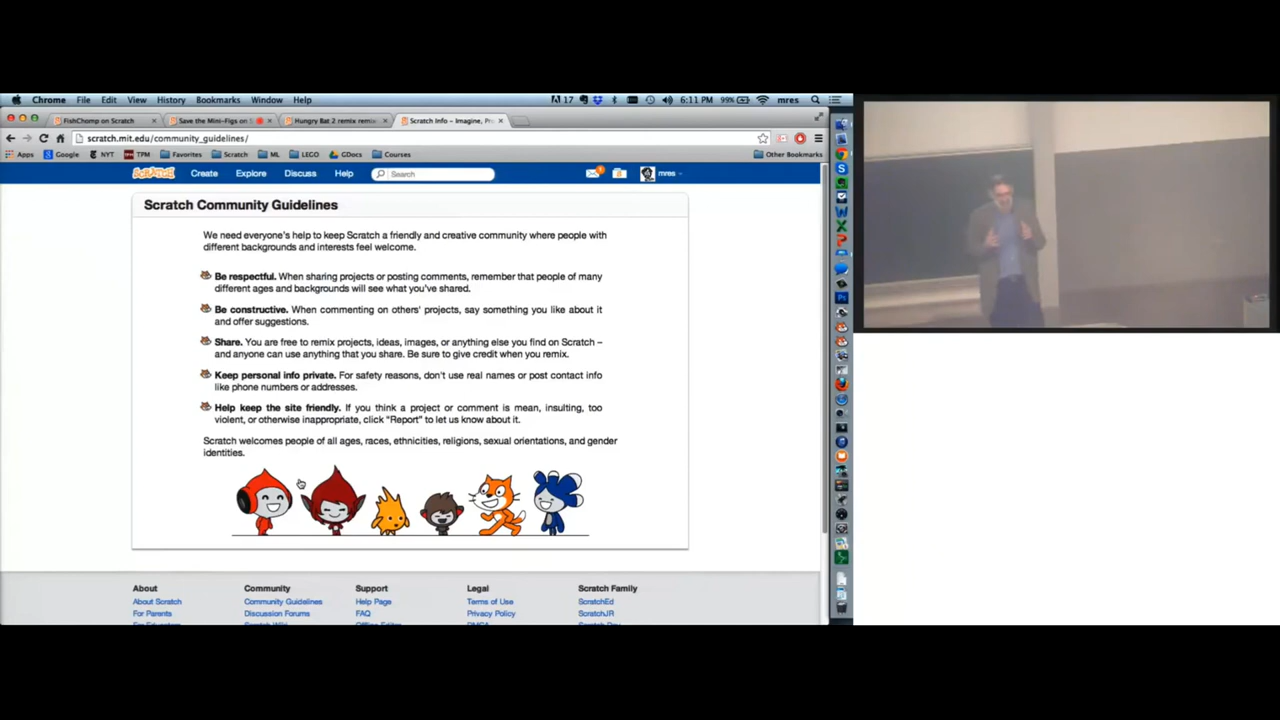 Chrome File Edit View History Bookmarks Window Help 17 6:11 PM 99% mres
FishChomp on Scratch Save the Mini-Figs on Hungry Bat 2 remix remix Scratch Info – Imagine, Pr
scratch.mit.edu/community_guidelines/
Apps Google NYT TPM Favorites Scratch ML LEGO GDocs Courses Other Bookmarks
SCRATCH Create Explore Discuss Help Search mres
Scratch Community Guidelines
We need everyone's help to keep Scratch a friendly and creative community where people with
different backgrounds and interests feel welcome.
Be respectful. When sharing projects or posting comments, remember that people of many
different ages and backgrounds will see what you've shared.
Be constructive. When commenting on others' projects, say something you like about it
and offer suggestions.
Share. You are free to remix projects, ideas, images, or anything else you find on Scratch –
and anyone can use anything that you share. Be sure to give credit when you remix.
Keep personal info private. For safety reasons, don't use real names or post contact info
like phone numbers or addresses.
Help keep the site friendly. If you think a project or comment is mean, insulting, too
violent, or otherwise inappropriate, click "Report" to let us know about it.
Scratch welcomes people of all ages, races, ethnicities, religions, sexual orientations, and gender
identities.
About Community Support Legal Scratch Family
About Scratch Community Guidelines Help Page Terms of Use ScratchEd
For Parents Discussion Forums FAQ Privacy Policy ScratchJR